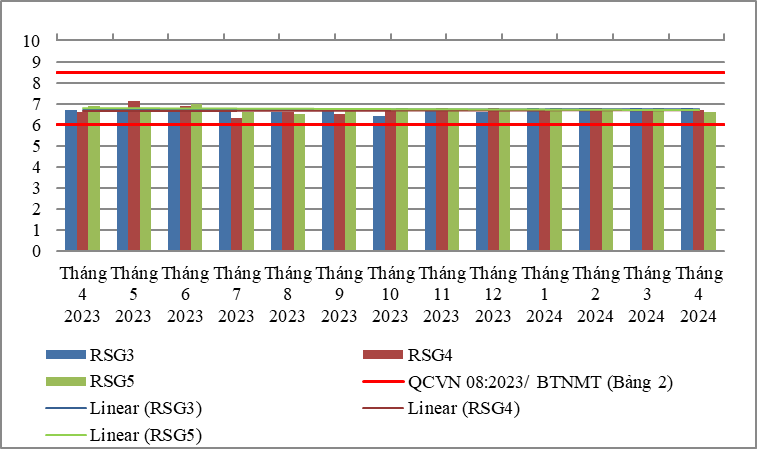 10
9
8
7
6
5
4
3
2
1
0
Tháng Tháng Tháng Tháng Tháng Tháng Tháng Tháng Tháng Tháng Tháng Tháng Tháng
4 5 6 7 8 9 10 11 12 1 2 3 4
2023 2023 2023 2023 2023 2023 2023 2023 2023 2024 2024 2024 2024
RSG3 RSG4
RSG5 QCVN 08:2023/ BTNMT (Bảng 2)
Linear (RSG3) Linear (RSG4)
Linear (RSG5)